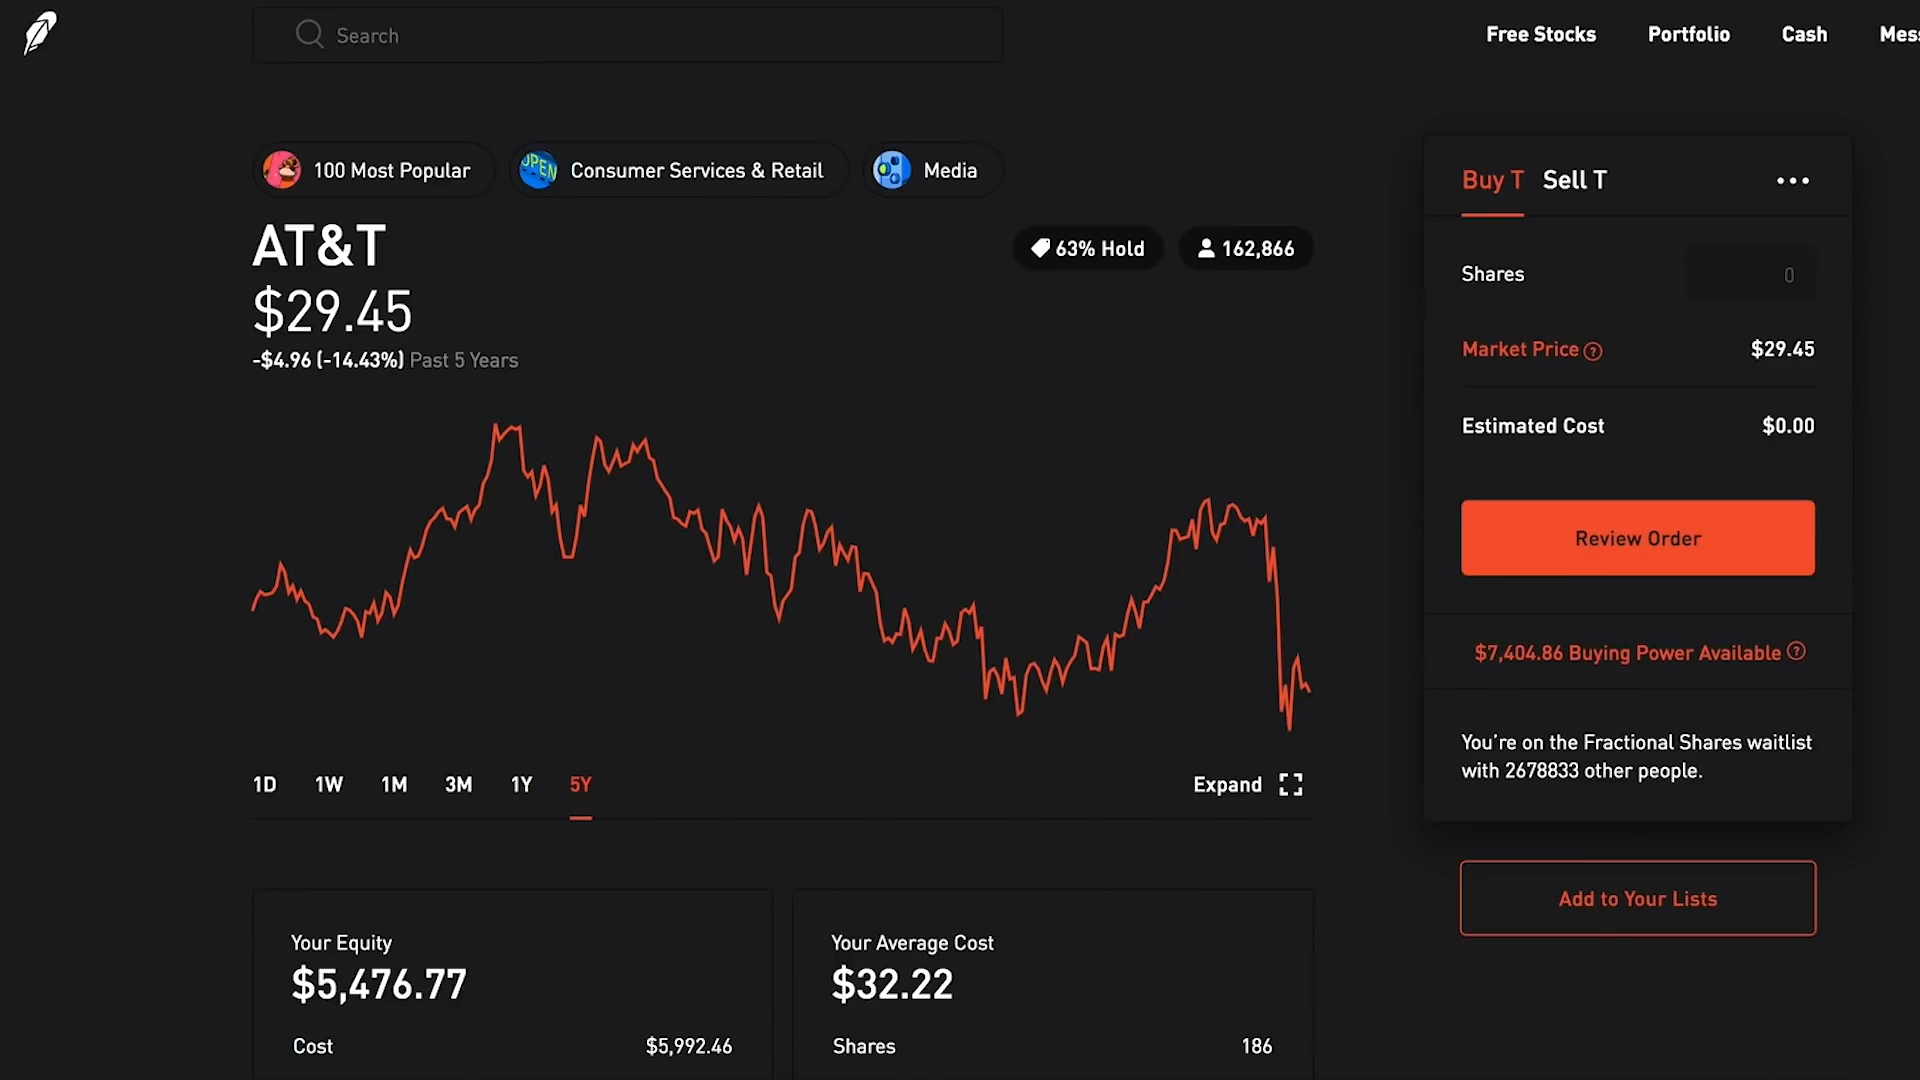 Search
Free Stocks
Portfolio
Cash
Mess
100 Most Popular
OPEN
Consumer Services & Retail
Media
AT&T
63% Hold
162,866
$29.45
-$4.96 (-14.43%) Past 5 Years
1D
1W
1M
3M
1Y
5Y
Expand
Your Equity
$5,476.77
Cost
$5,992.46
Your Average Cost
$32.22
Shares
186
Buy T
Sell T
Shares
0
Market Price ?
$29.45
Estimated Cost
$0.00
Review Order
$7,404.86 Buying Power Available ?
You're on the Fractional Shares waitlist
with 2678833 other people.
Add to Your Lists